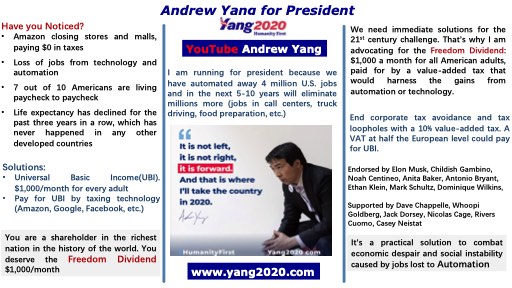 Andrew Yang for President
Have you Noticed?
• Amazon closing stores and malls,
paying $0 in taxes
• Loss of jobs from technology and
automation
• 7 out of 10 Americans are living
paycheck to paycheck
• Life expectancy has declined for the
past three years in a row, which has
never happened in any other
developed countries
Solutions:
• Universal Basic Income(UBI).
$1,000/month for every adult
• Pay for UBI by taxing technology
(Amazon, Google, Facebook, etc.)
You are a shareholder in the richest
nation in the history of the world. You
deserve the Freedom Dividend
$1,000/month
Yang2020
Humanity First
YouTube Andrew Yang
I am running for president because we
have automated away 4 million U.S. jobs
and in the next 5-10 years will eliminate
millions more (jobs in call centers, truck
driving, food preparation, etc.)
“
It is not left,
it is not right,
it is forward.
And that is where
I'll take the country
in 2020.
HumanityFirst
Yang2020.com
www.yang2020.com
We need immediate solutions for the
21st century challenge. That's why I am
advocating for the Freedom Dividend:
$1,000 a month for all American adults,
paid for by a value-added tax that
would harness the gains from
automation or technology.
End corporate tax avoidance and tax
loopholes with a 10% value-added tax. A
VAT at half the European level could pay
for UBI.
Endorsed by Elon Musk, Childish Gambino,
Noah Centineo, Anita Baker, Antonio Bryant,
Ethan Klein, Mark Schultz, Dominique Wilkins,
Supported by Dave Chappelle, Whoopi
Goldberg, Jack Dorsey, Nicolas Cage, Rivers
Cuomo, Casey Neistat
It's a practical solution to combat
economic despair and social instability
caused by jobs lost to Automation